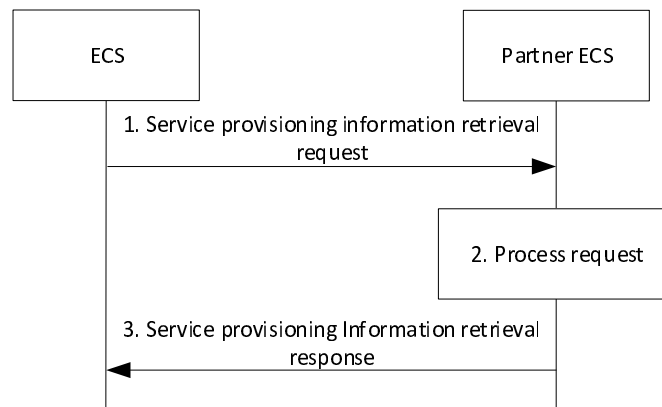 ECS
Partner ECS
1. Service provisioning information retrieval
request
2. Process request
3. Service provisioning Information retrieval
response